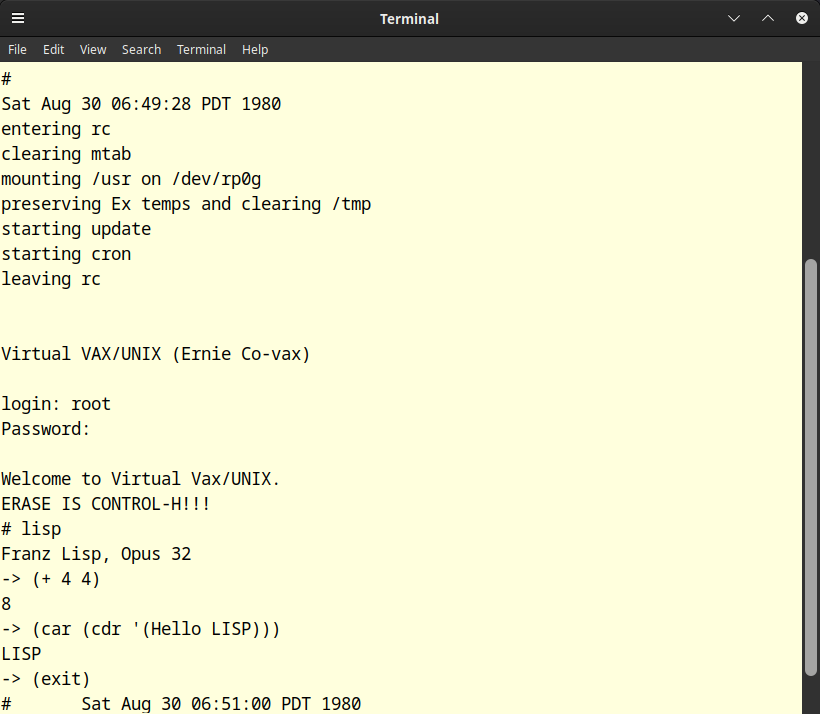 Terminal
File Edit View Search Terminal Help
#
Sat Aug 30 06:49:28 PDT 1980
entering rc
clearing mtab
mounting /usr on /dev/rp0g
preserving Ex temps and clearing /tmp
starting update
starting cron
leaving rc
Virtual VAX/UNIX (Ernie Co-vax)
login: root
Password:
Welcome to Virtual Vax/UNIX.
ERASE IS CONTROL-H!!!
# lisp
Franz Lisp, Opus 32
-> (+ 4 4)
8
-> (car (cdr '(Hello LISP)))
LISP
-> (exit)
#       Sat Aug 30 06:51:00 PDT 1980